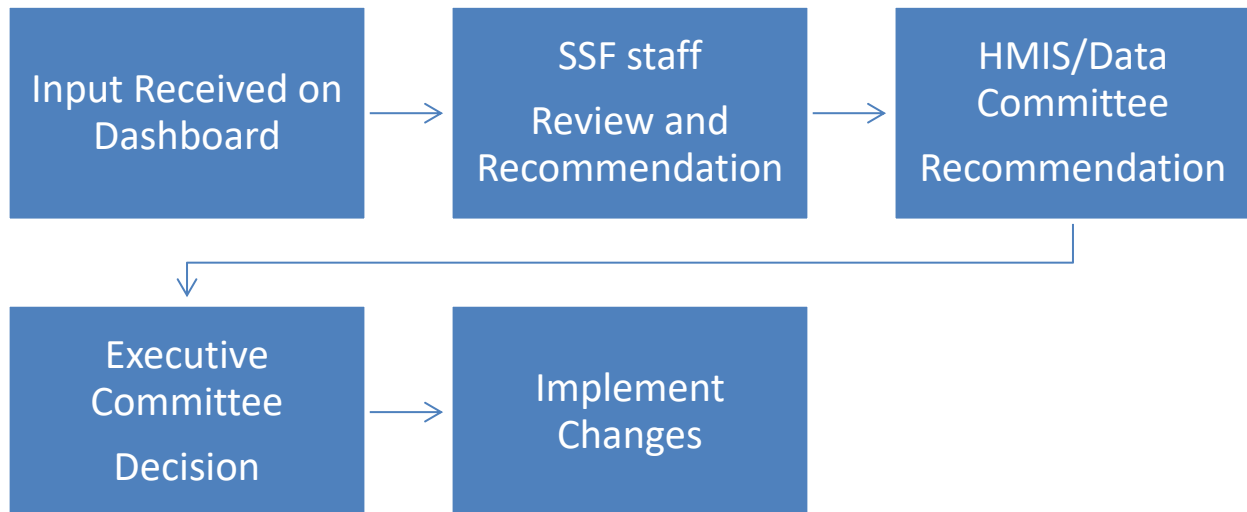 Input Received on
Dashboard
SSF staff
Review and
Recommendation
HMIS/Data
Committee
Recommendation
Executive
Committee
Decision
Implement
Changes